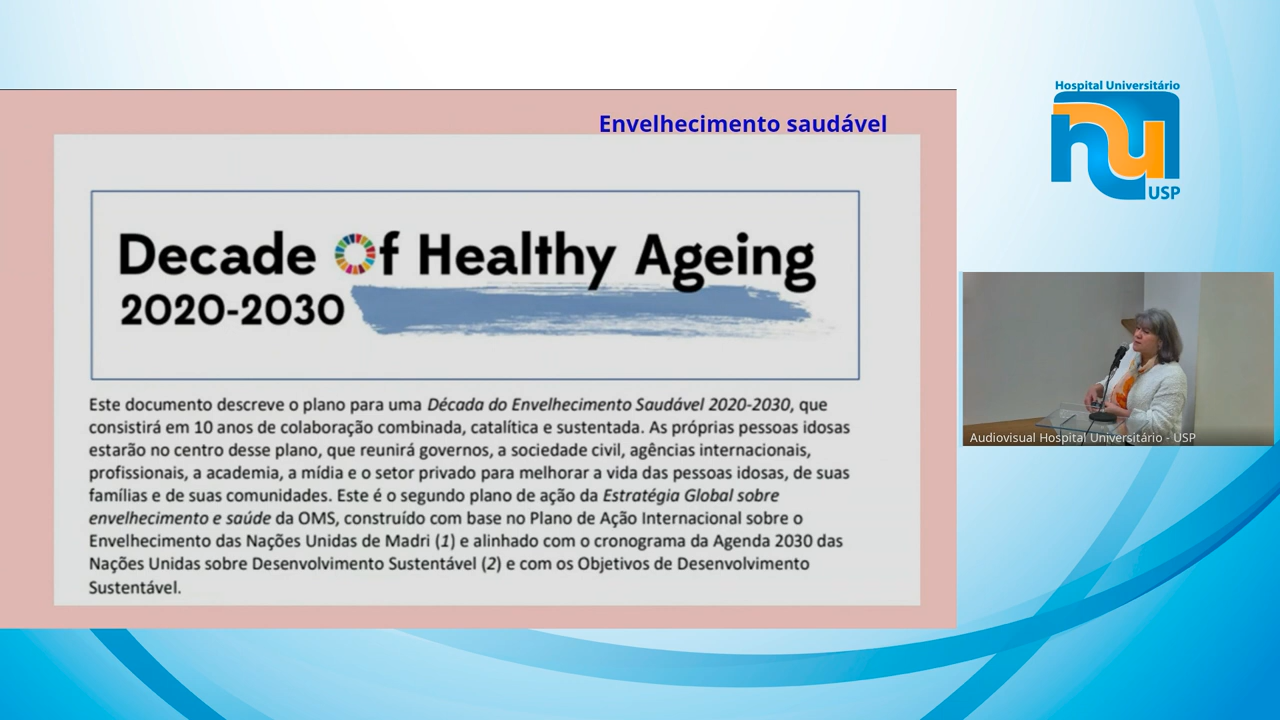 Envelhecimento saudável
Decade Of Healthy Ageing
2020-2030
Este documento descreve o plano para uma Década do Envelhecimento Saudável 2020-2030, que
consistirá em 10 anos de colaboração combinada, catalítica e sustentada. As próprias pessoas idosas
estarão no centro desse plano, que reunirá governos, a sociedade civil, agências internacionais,
profissionais, a academia, a mídia e o setor privado para melhorar a vida das pessoas idosas, de suas
famílias e de suas comunidades. Este é o segundo plano de ação da Estratégia Global sobre
envelhecimento e saúde da OMS, construído com base no Plano de Ação Internacional sobre o
Envelhecimento das Nações Unidas de Madri (1) e alinhado com o cronograma da Agenda 2030 das
Nações Unidas sobre Desenvolvimento Sustentável (2) e com os Objetivos de Desenvolvimento
Sustentável.
Hospital Universitário
hu
USP
Audiovisual Hospital Universitário - USP